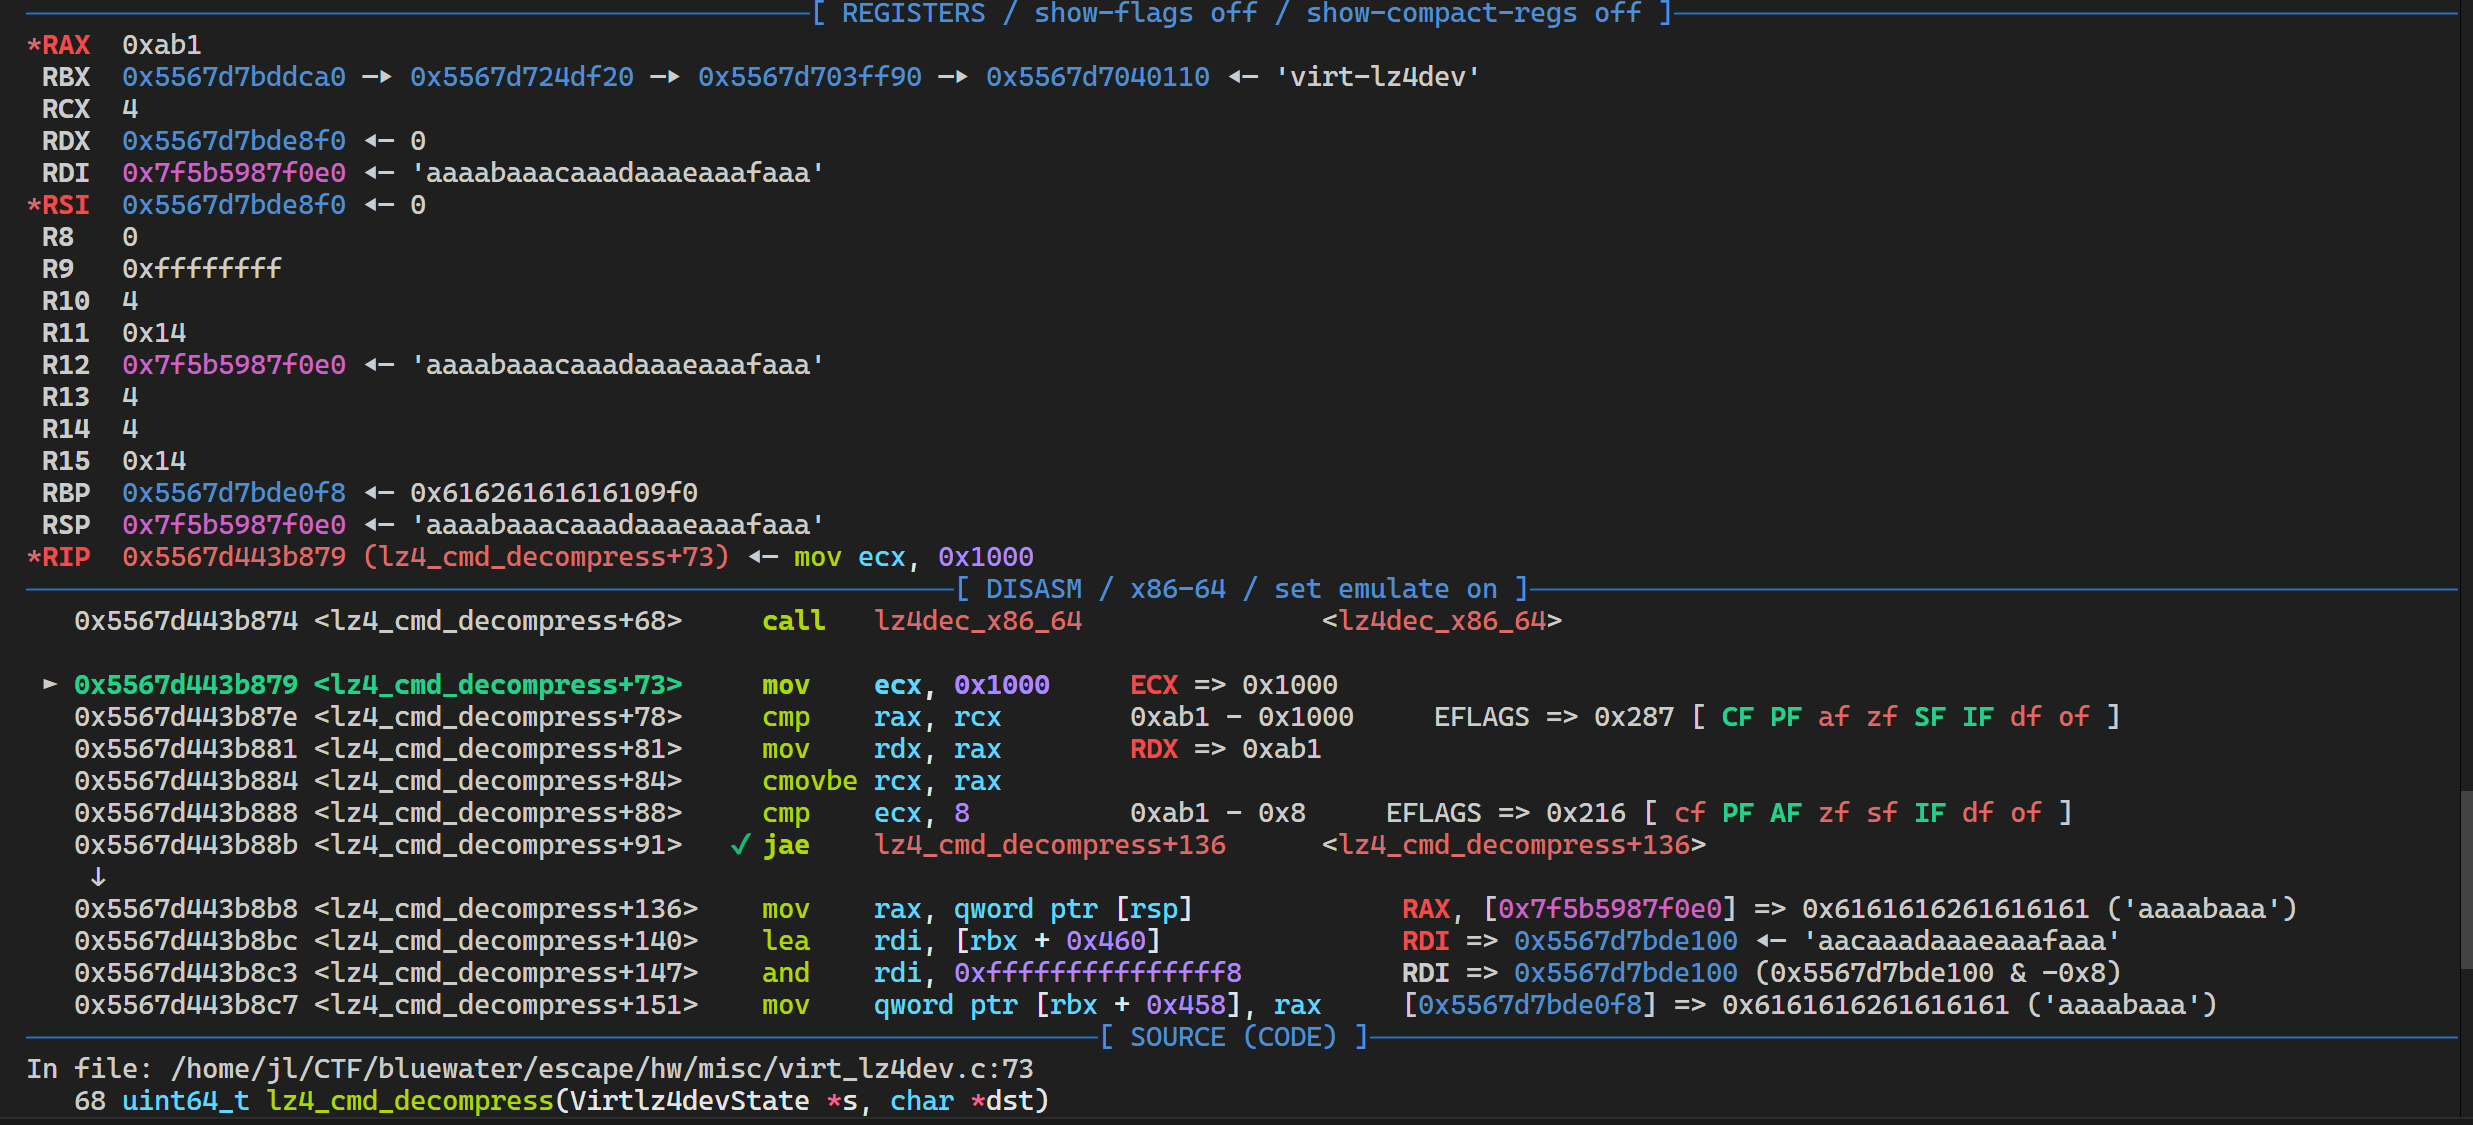 [ REGISTERS / show-flags off / show-compact-regs off ]
*RAX  0xab1
 RBX  0x5567d7bddca0 —▸ 0x5567d724df20 —▸ 0x5567d703ff90 —▸ 0x5567d7040110 ◂— 'virt-lz4dev'
 RCX  4
 RDX  0x5567d7bde8f0 ◂— 0
 RDI  0x7f5b5987f0e0 ◂— 'aaaabaaacaaadaaaeaaafaaa'
*RSI  0x5567d7bde8f0 ◂— 0
 R8   0
 R9   0xffffffff
 R10  4
 R11  0x14
 R12  0x7f5b5987f0e0 ◂— 'aaaabaaacaaadaaaeaaafaaa'
 R13  4
 R14  4
 R15  0x14
 RBP  0x5567d7bde0f8 ◂— 0x61626161616109f0
 RSP  0x7f5b5987f0e0 ◂— 'aaaabaaacaaadaaaeaaafaaa'
*RIP  0x5567d443b879 (lz4_cmd_decompress+73) ◂— mov ecx, 0x1000
[ DISASM / x86-64 / set emulate on ]
0x5567d443b874 <lz4_cmd_decompress+68>     call   lz4dec_x86_64               <lz4dec_x86_64>
► 0x5567d443b879 <lz4_cmd_decompress+73>     mov    ecx, 0x1000     ECX => 0x1000
0x5567d443b87e <lz4_cmd_decompress+78>     cmp    rax, rcx        0xab1 - 0x1000     EFLAGS => 0x287 [ CF PF af zf SF IF df of ]
0x5567d443b881 <lz4_cmd_decompress+81>     mov    rdx, rax        RDX => 0xab1
0x5567d443b884 <lz4_cmd_decompress+84>     cmovbe rcx, rax
0x5567d443b888 <lz4_cmd_decompress+88>     cmp    ecx, 8          0xab1 - 0x8     EFLAGS => 0x216 [ cf PF AF zf sf IF df of ]
0x5567d443b88b <lz4_cmd_decompress+91>   ✓ jae    lz4_cmd_decompress+136      <lz4_cmd_decompress+136>
↓
0x5567d443b8b8 <lz4_cmd_decompress+136>    mov    rax, qword ptr [rsp]             RAX, [0x7f5b5987f0e0] => 0x6161616261616161 ('aaaabaaa')
0x5567d443b8bc <lz4_cmd_decompress+140>    lea    rdi, [rbx + 0x460]               RDI => 0x5567d7bde100 ◂— 'aacaaadaaaeaaafaaa'
0x5567d443b8c3 <lz4_cmd_decompress+147>    and    rdi, 0xfffffffffffffff8          RDI => 0x5567d7bde100 (0x5567d7bde100 & -0x8)
0x5567d443b8c7 <lz4_cmd_decompress+151>    mov    qword ptr [rbx + 0x458], rax     [0x5567d7bde0f8] => 0x6161616261616161 ('aaaabaaa')
[ SOURCE (CODE) ]
In file: /home/jl/CTF/bluewater/escape/hw/misc/virt_lz4dev.c:73
68 uint64_t lz4_cmd_decompress(Virtlz4devState *s, char *dst)